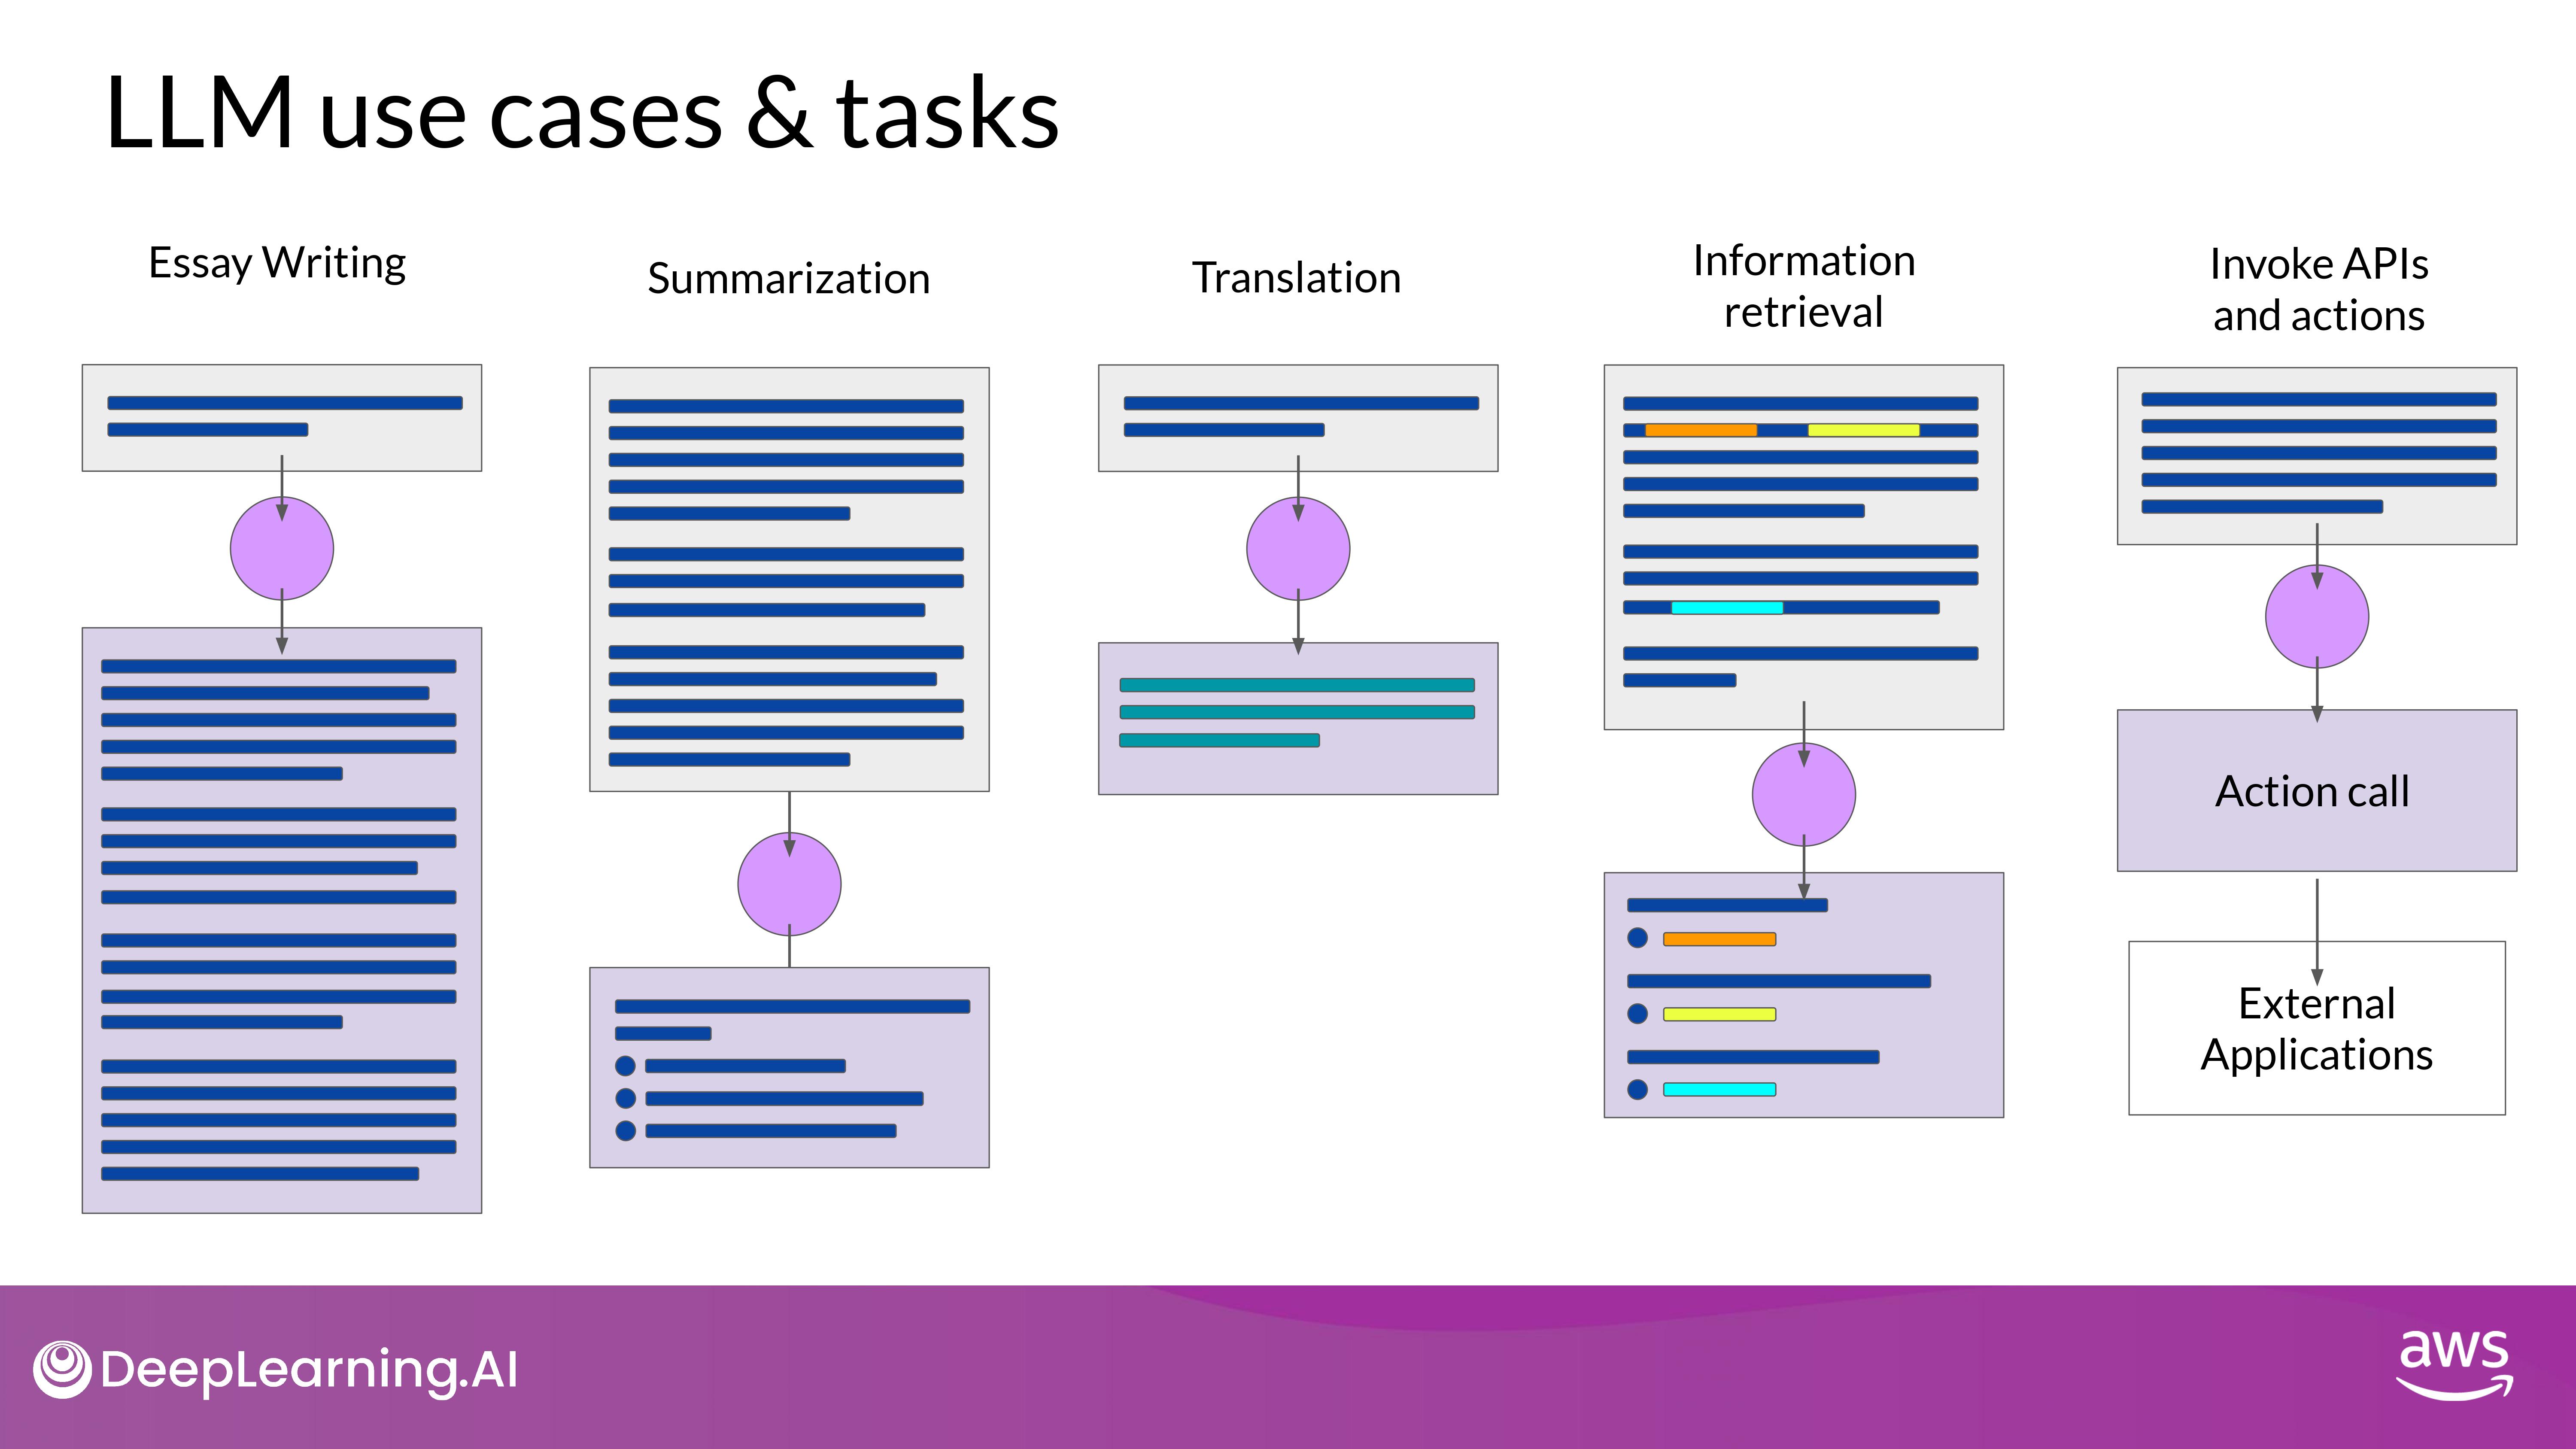 LLM use cases & tasks
Essay Writing
Summarization
Translation
Information
retrieval
Invoke APIs
and actions
Action call
External
Applications
DeepLearning.AI
aws